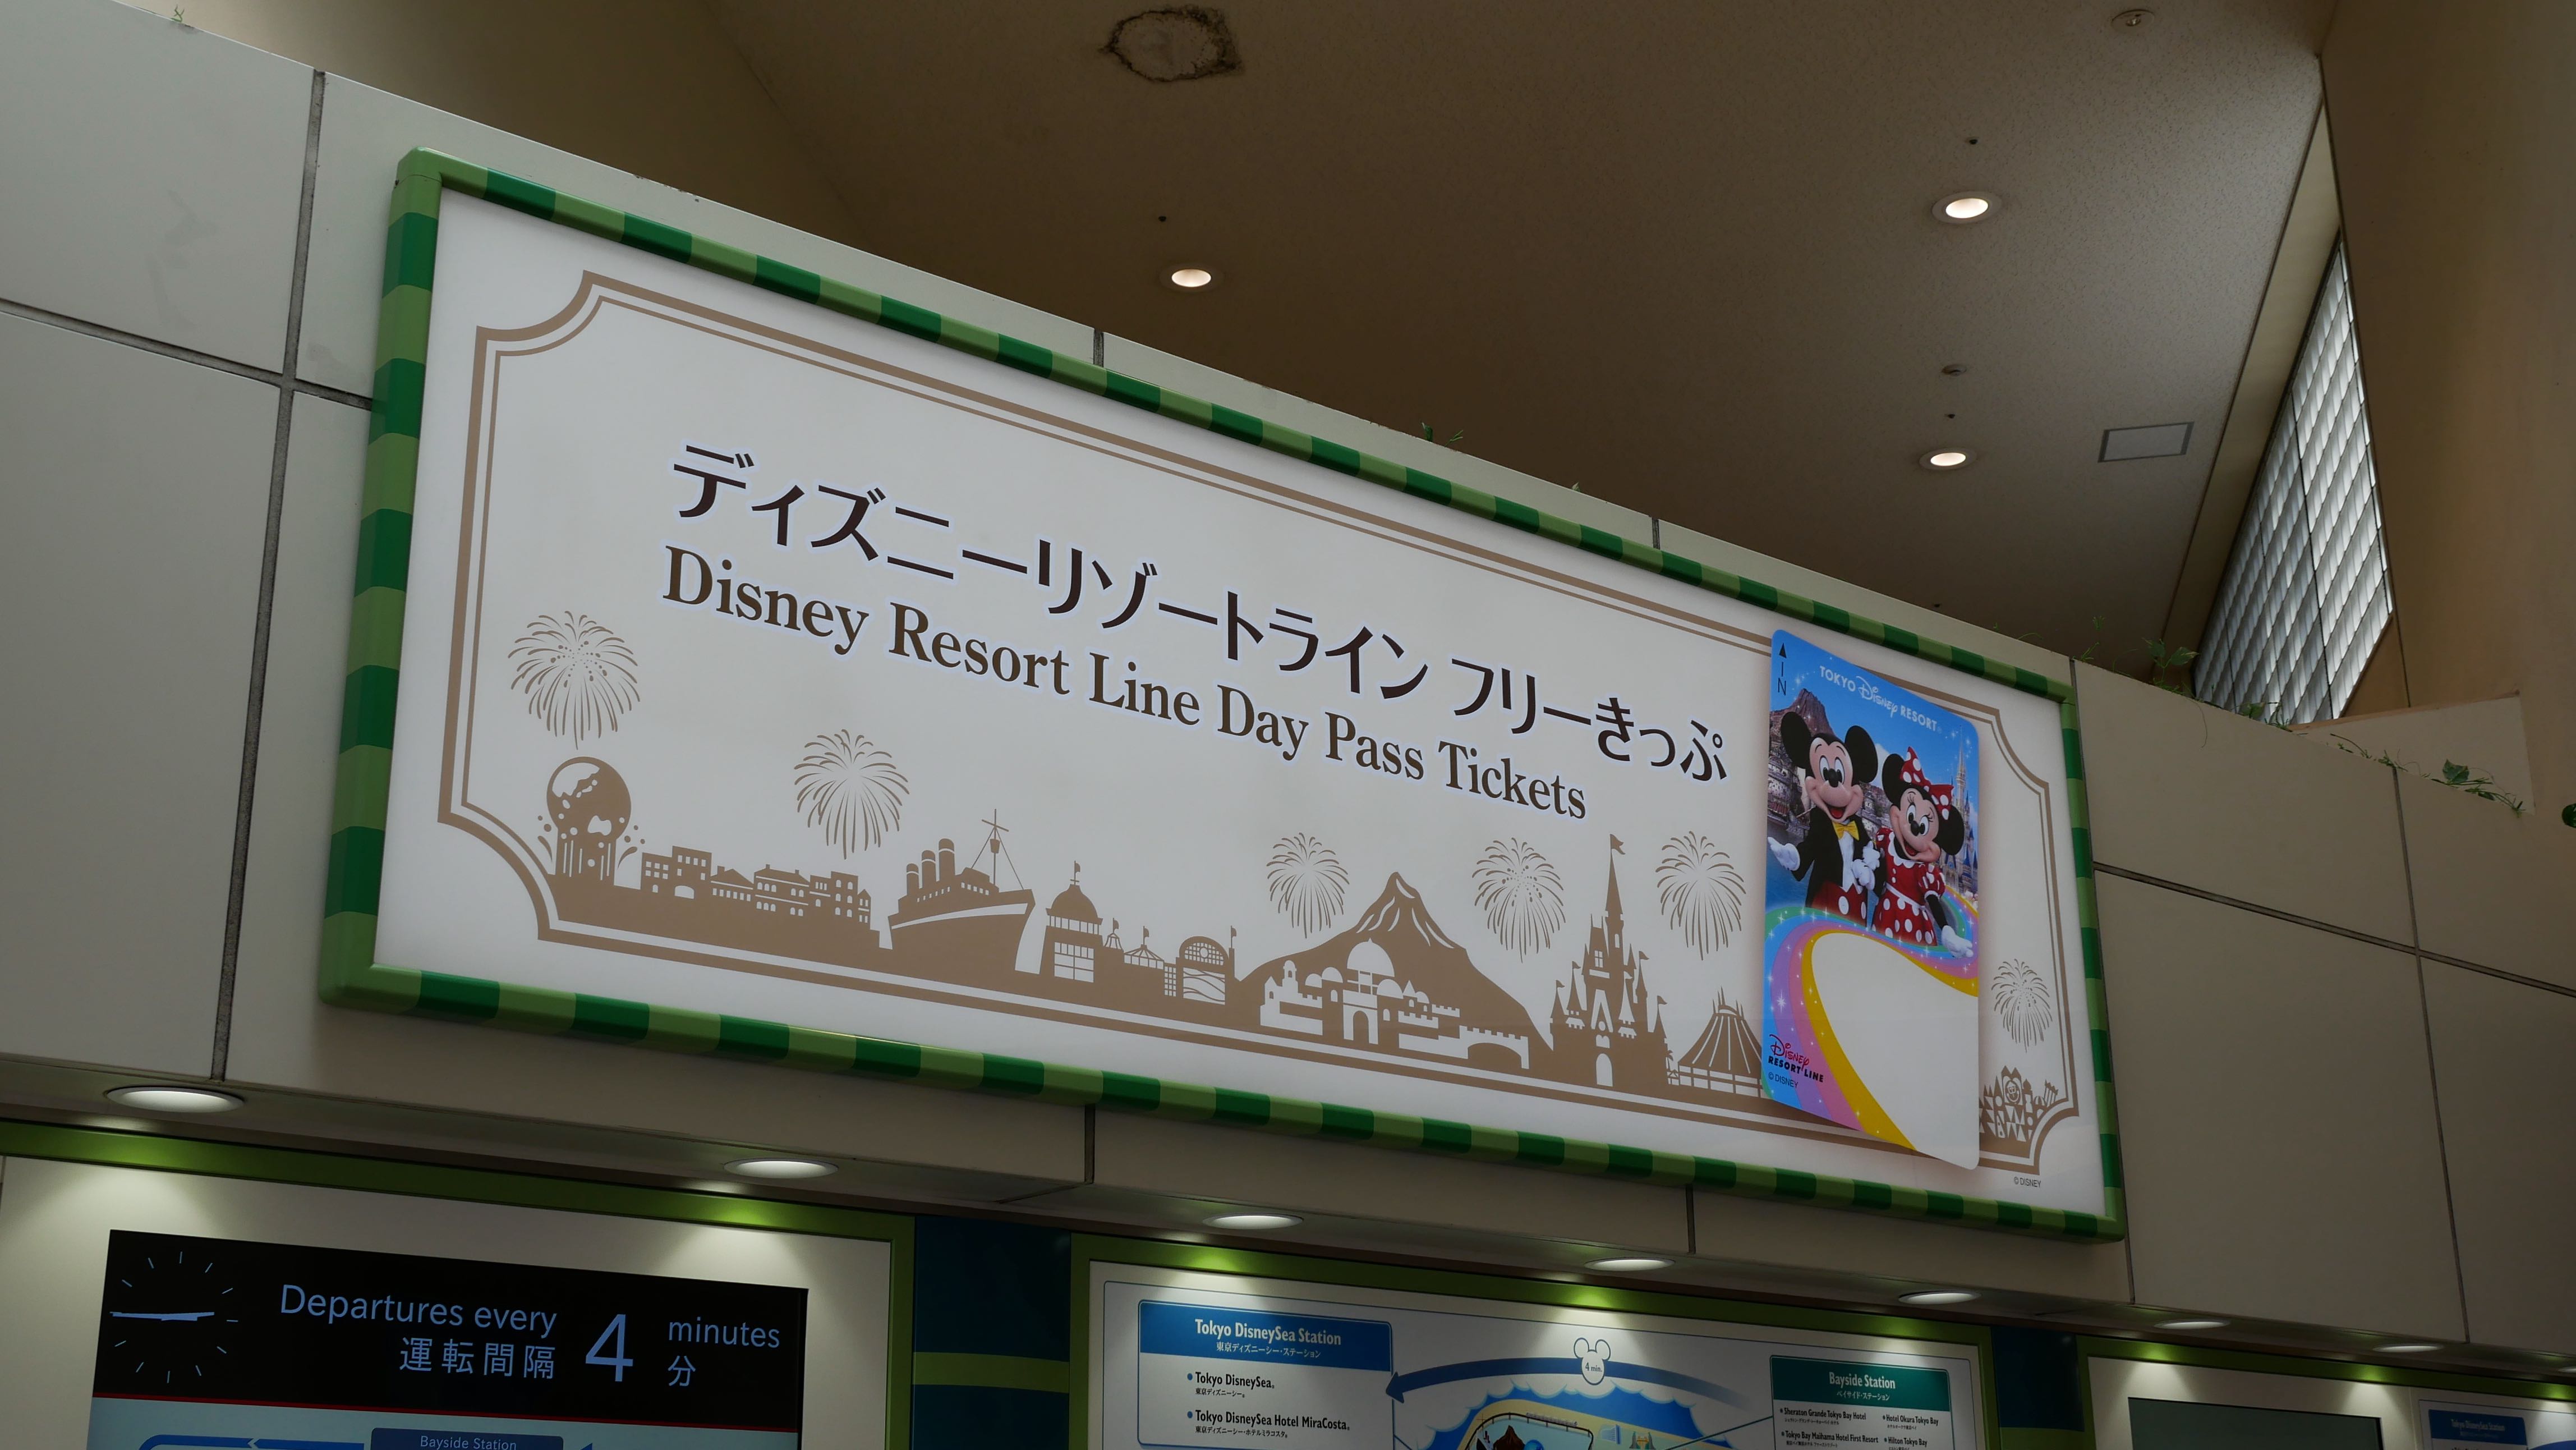 ディズニーリゾートライン フリーきっぷ
Disney Resort Line Day Pass Tickets
IN
TOKYO Disney RESORT
Disney
RESORT LINE
© DISNEY
© DISNEY
Departures every 4 minutes
運転間隔 分
Bayside Station
Tokyo DisneySea Station
東京ディズニーシー・ステーション
• Tokyo DisneySea®
東京ディズニーシー®
• Tokyo DisneySea Hotel MiraCosta®
東京ディズニーシー・ホテルミラコスタ®
4 min.
Bayside Station
ベイサイド・ステーション
• Sheraton Grande Tokyo Bay Hotel
• Hotel Okura Tokyo Bay
• Tokyo Bay Maihama Hotel First Resort
• Hilton Tokyo Bay
Tokyo DisneySea Station